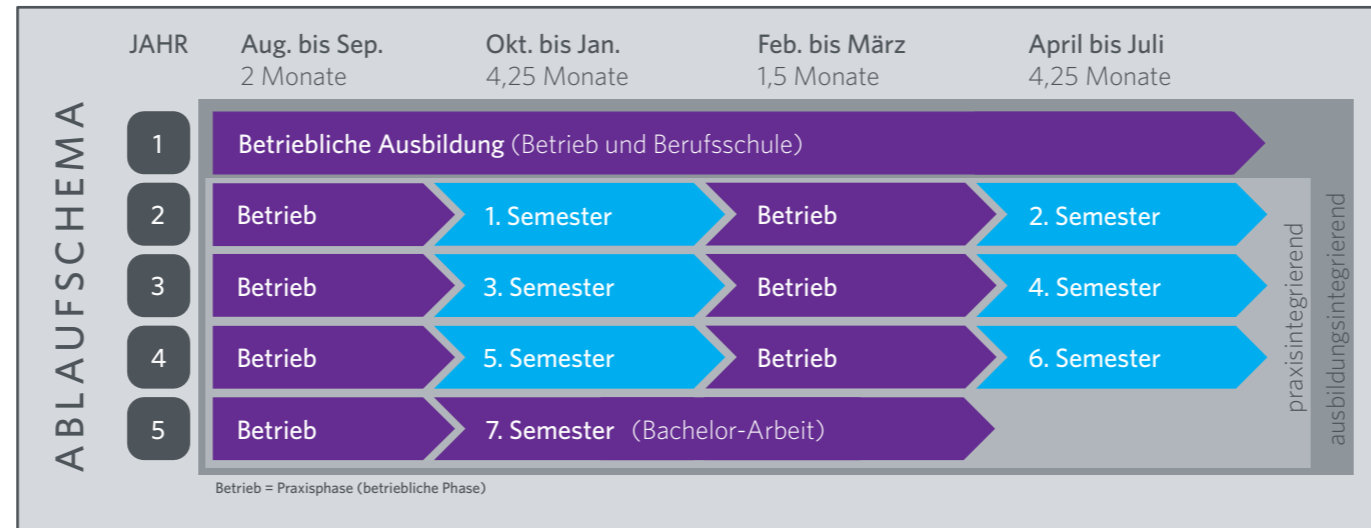 JAHR Aug. bis Sep. Okt. bis Jan. Feb. bis März April bis Juli
2 Monate 4,25 Monate 1,5 Monate 4,25 Monate
ABLAUFSCHEMA
1 Betriebliche Ausbildung (Betrieb und Berufsschule)
2 Betrieb 1. Semester Betrieb 2. Semester
3 Betrieb 3. Semester Betrieb 4. Semester
4 Betrieb 5. Semester Betrieb 6. Semester
5 Betrieb 7. Semester (Bachelor-Arbeit)
praxisintegrierend
ausbildungsintegrierend
Betrieb = Praxisphase (betriebliche Phase)